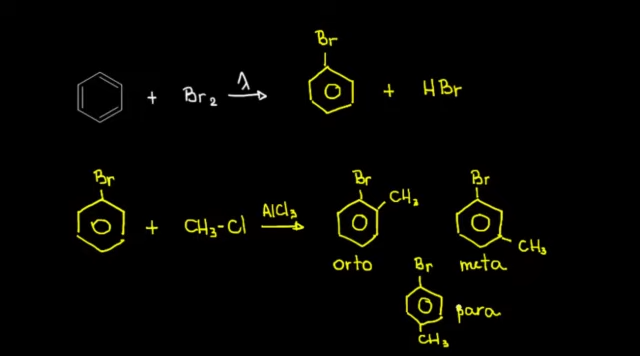 Br
+ Br₂ λ + HBr
Br Br Br
+ CH₃-Cl AlCl₃ CH₃ CH₃
orto meta
Br
para
CH₃